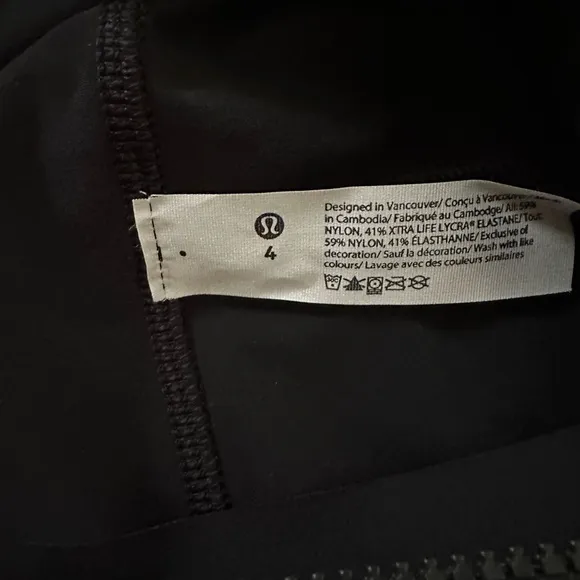 4
Designed in Vancouver/ Conçu à Vancouver
in Cambodia/ Fabriqué au Cambodge/ All: 59%
NYLON, 41% XTRA LIFE LYCRA® ELASTANE/ Tout:
59% NYLON, 41% ÉLASTHANNE/ Exclusive of
decoration/ Sauf la décoration/ Wash with like
colours/ Lavage avec des couleurs similaires